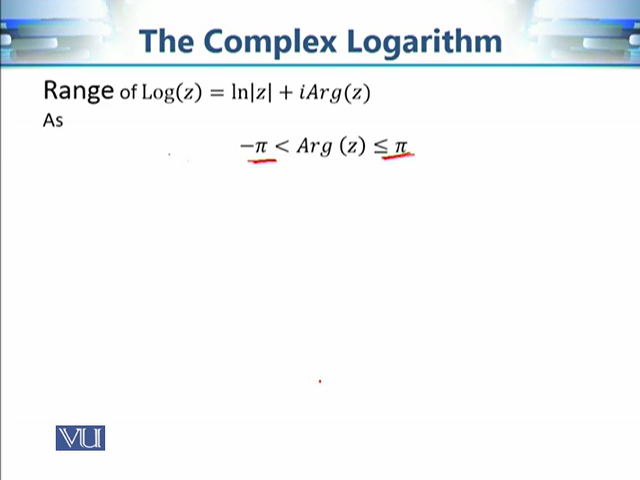 The Complex Logarithm
Range of Log(z) = ln|z| + iArg(z)
As
−π < Arg (z) ≤ π
VU